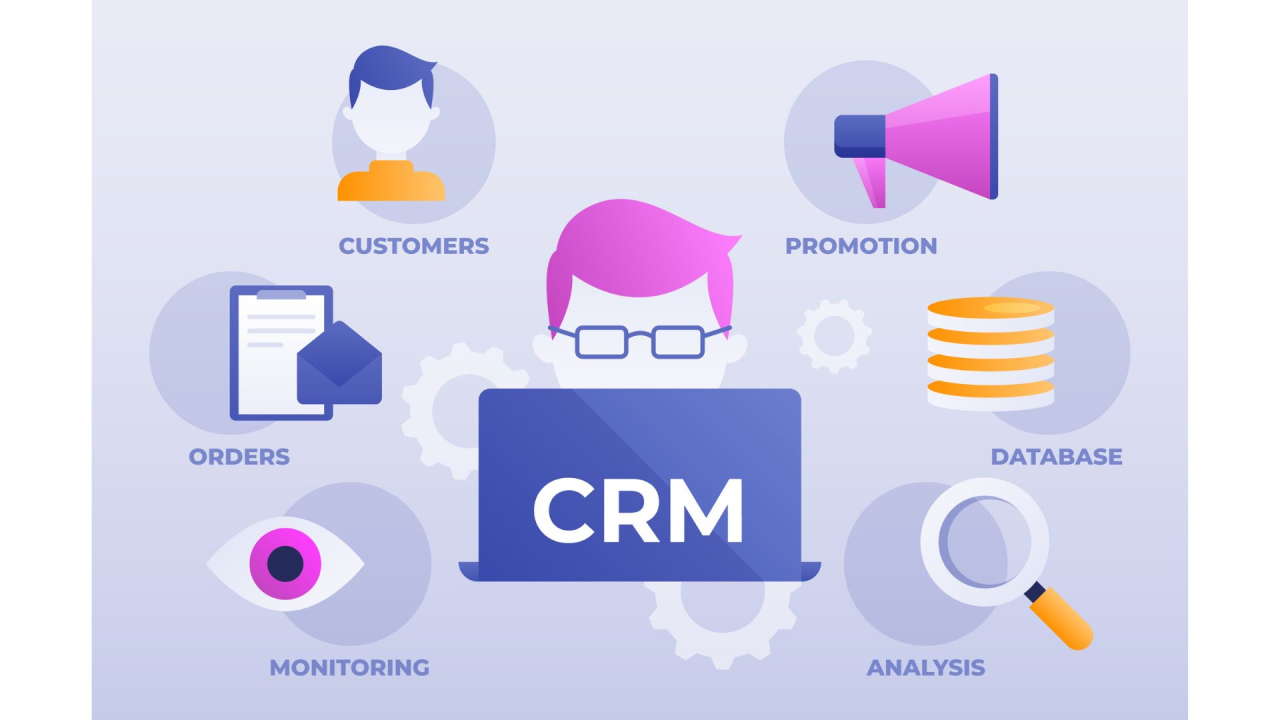 CUSTOMERS
PROMOTION
ORDERS
DATABASE
CRM
MONITORING
ANALYSIS